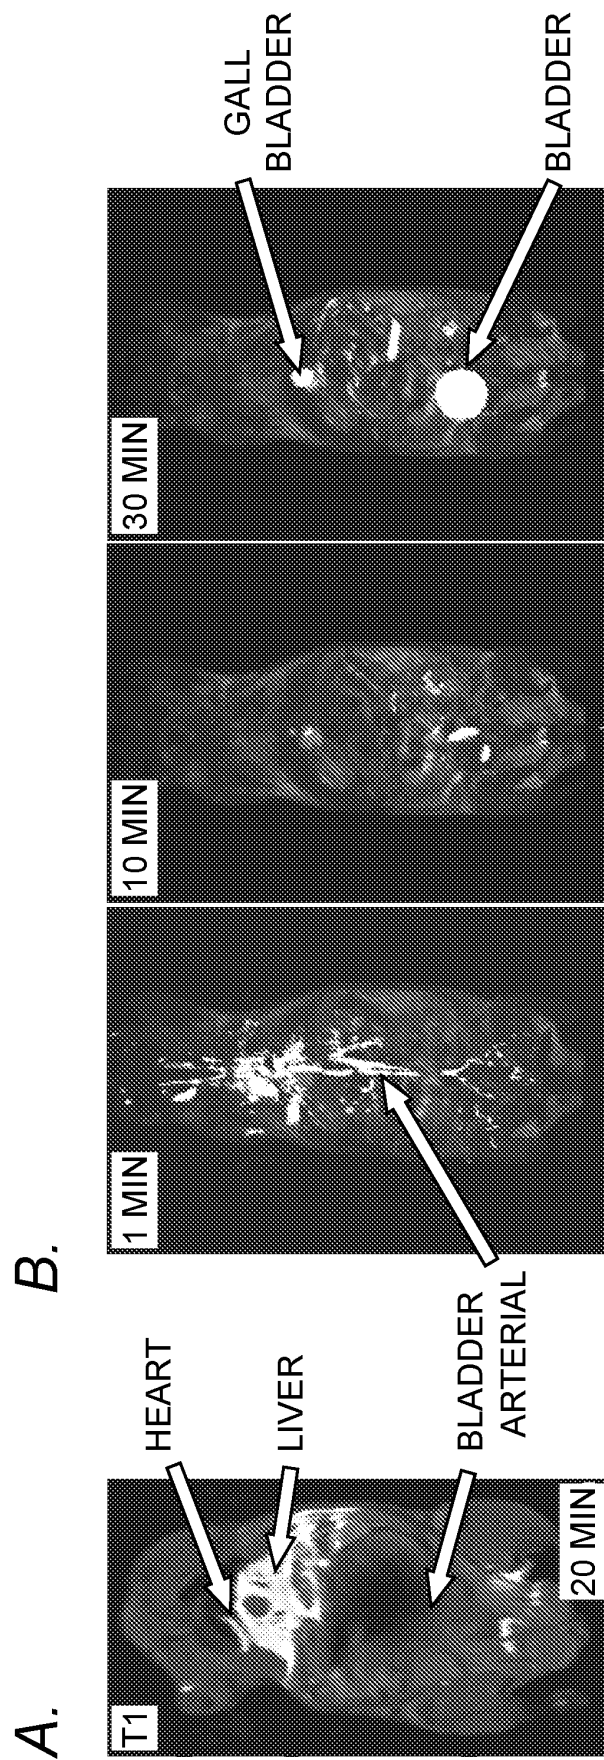 A.
T1
20 MIN
HEART
LIVER
BLADDER
ARTERIAL
B.
1 MIN
10 MIN
30 MIN
GALL
BLADDER
BLADDER